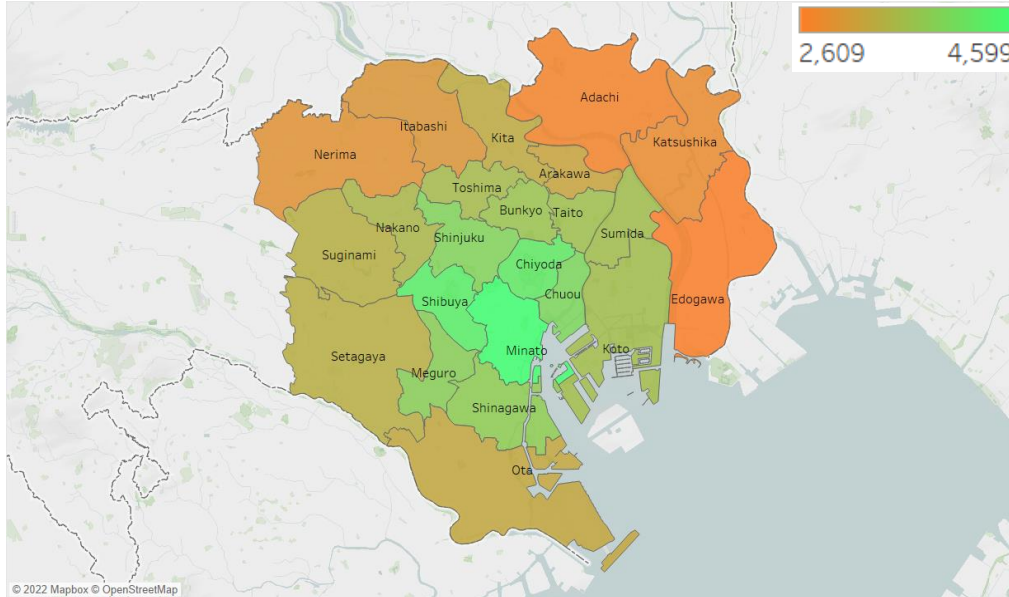 2,609 4,599
Adachi
Katsushika
Itabashi
Kita
Nerima
Arakawa
Toshima
Bunkyo
Taito
Nakano
Shinjuku
Sumida
Suginami
Chiyoda
Chuou
Shibuya
Edogawa
Minato
Koto
Setagaya
Meguro
Shinagawa
Ota
© 2022 Mapbox © OpenStreetMap